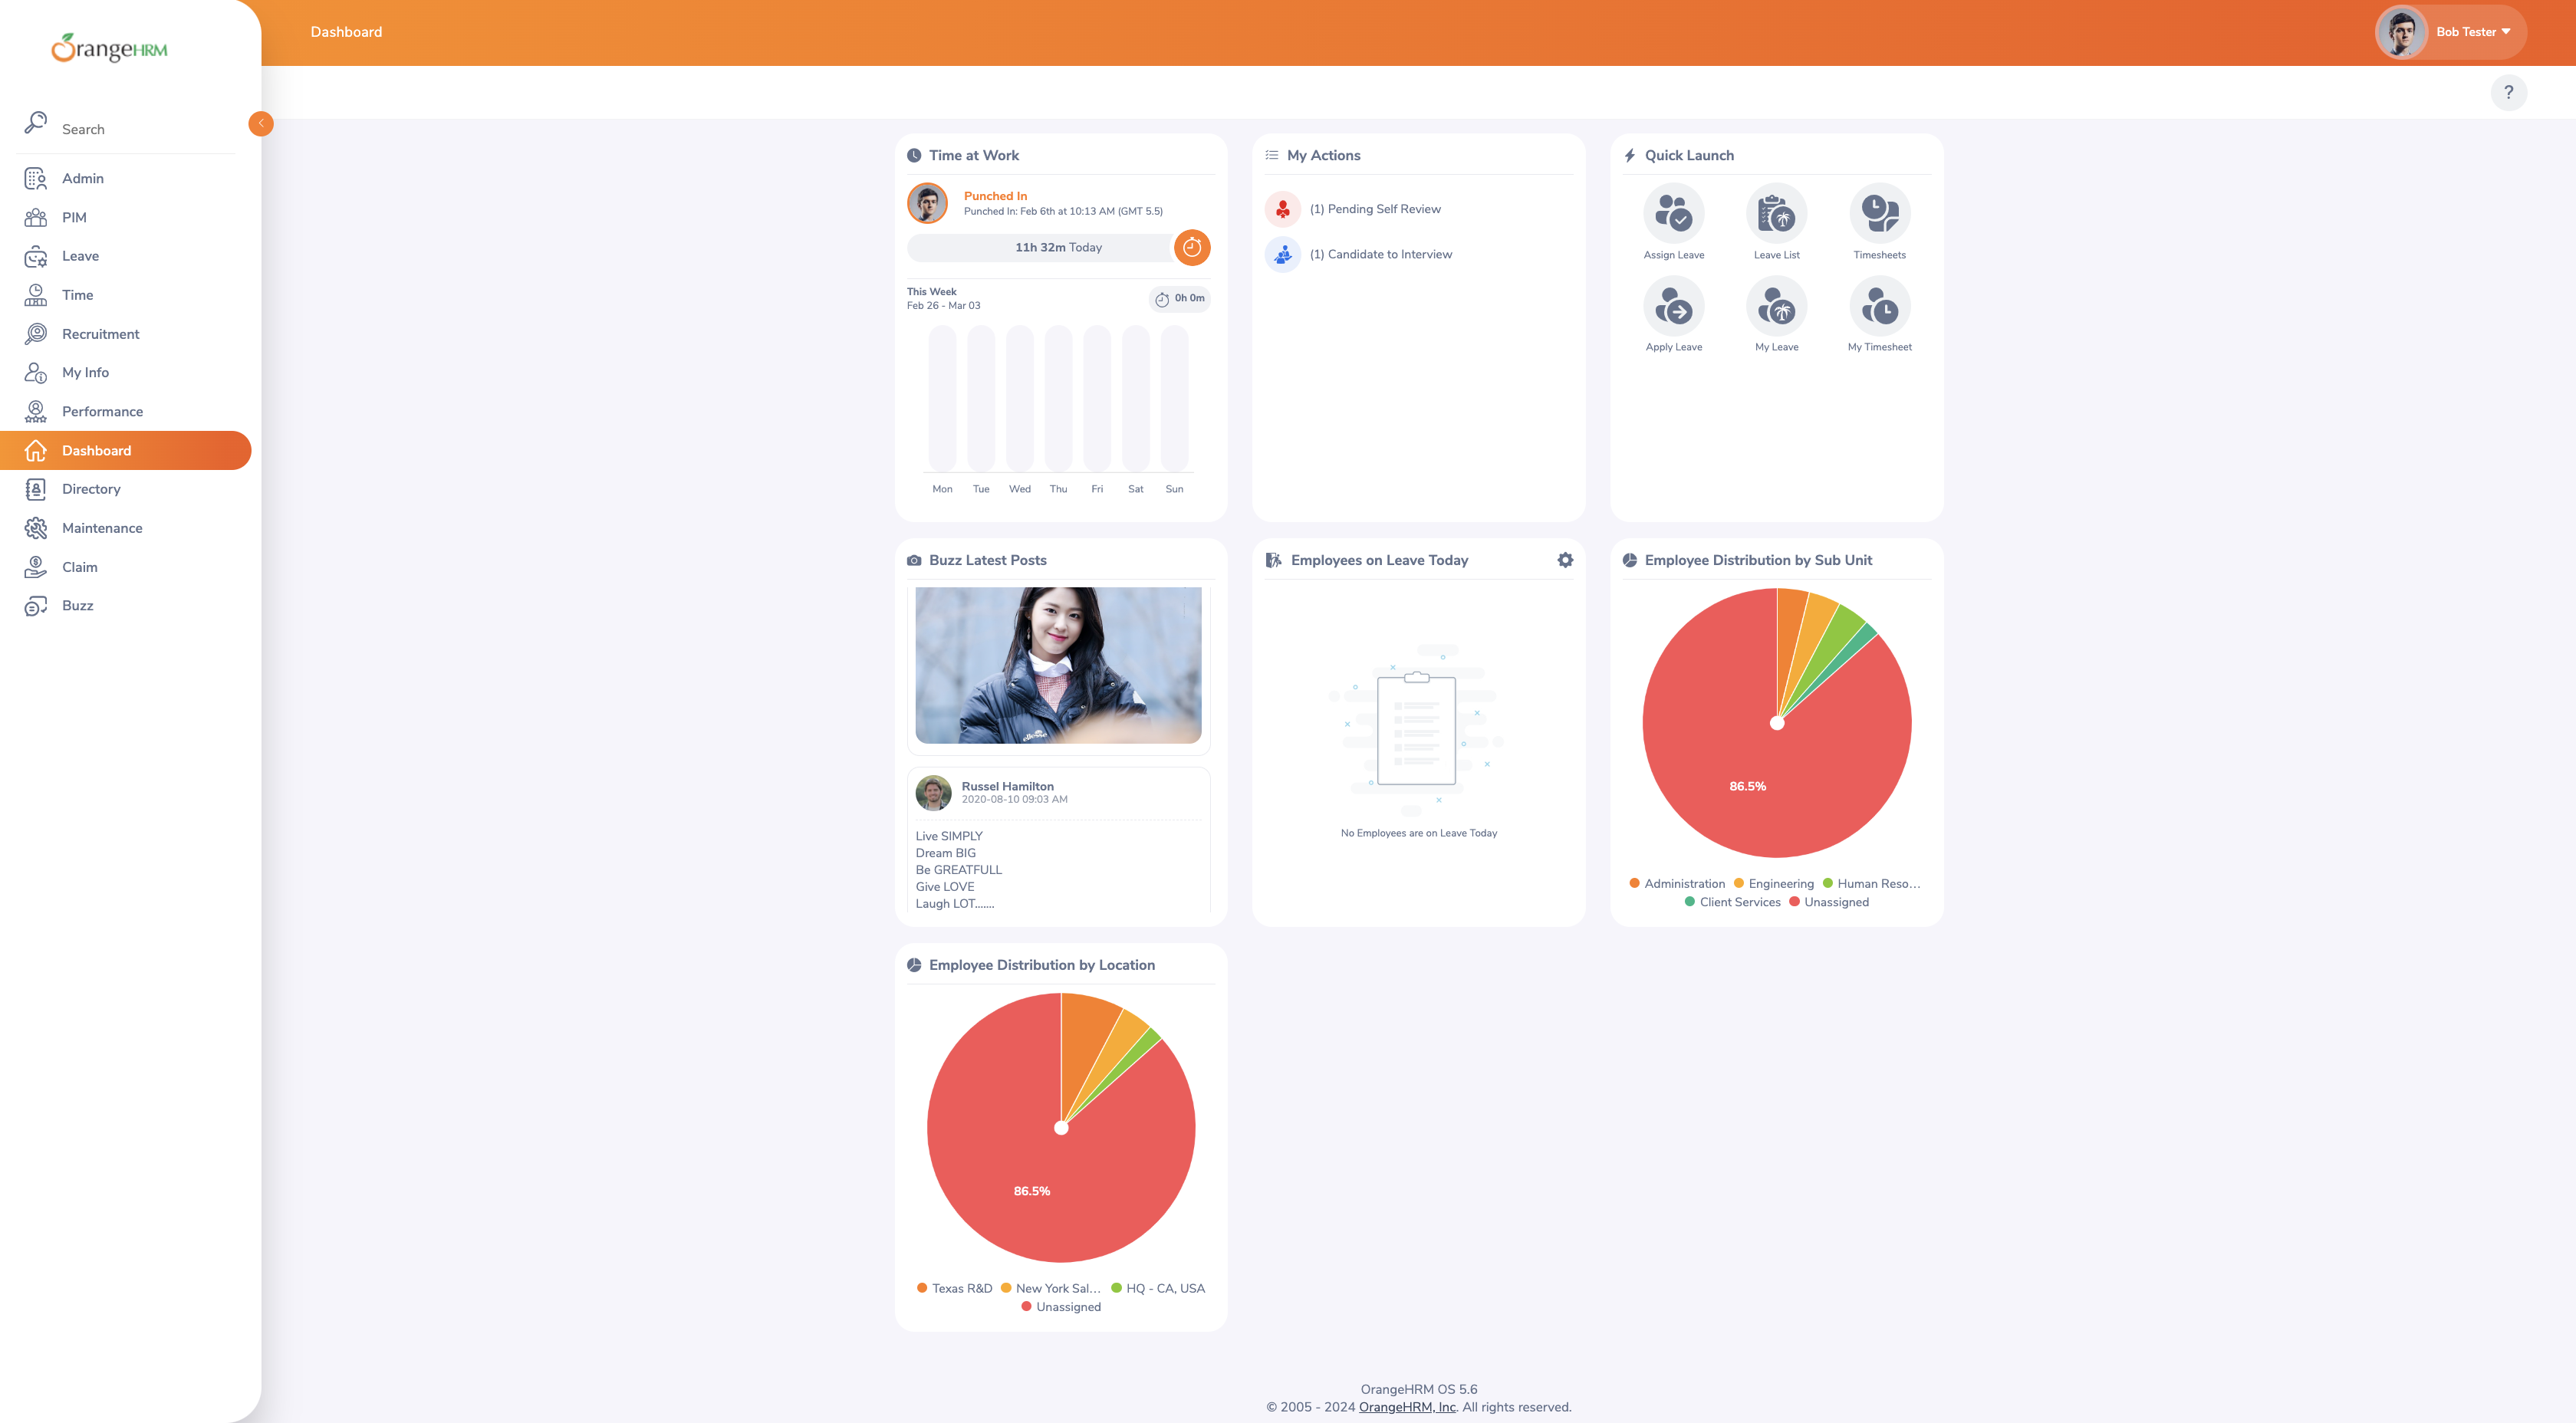 OrangeHRM
Search
Admin
PIM
Leave
Time
Recruitment
My Info
Performance
Dashboard
Directory
Maintenance
Claim
Buzz
Dashboard
Bob Tester
?
Time at Work
Punched In
Punched In: Feb 6th at 10:13 AM (GMT 5.5)
11h 32m Today
This Week
Feb 26 - Mar 03
0h 0m
Mon Tue Wed Thu Fri Sat Sun
My Actions
(1) Pending Self Review
(1) Candidate to Interview
Quick Launch
Assign Leave
Leave List
Timesheets
Apply Leave
My Leave
My Timesheet
Buzz Latest Posts
ellesse
Russel Hamilton
2020-08-10 09:03 AM
Live SIMPLY
Dream BIG
Be GREATFULL
Give LOVE
Laugh LOT.......
Employees on Leave Today
No Employees are on Leave Today
Employee Distribution by Sub Unit
86.5%
Administration Engineering Human Reso...
Client Services Unassigned
Employee Distribution by Location
86.5%
Texas R&D New York Sal... HQ - CA, USA
Unassigned
OrangeHRM OS 5.6
© 2005 - 2024 OrangeHRM, Inc. All rights reserved.